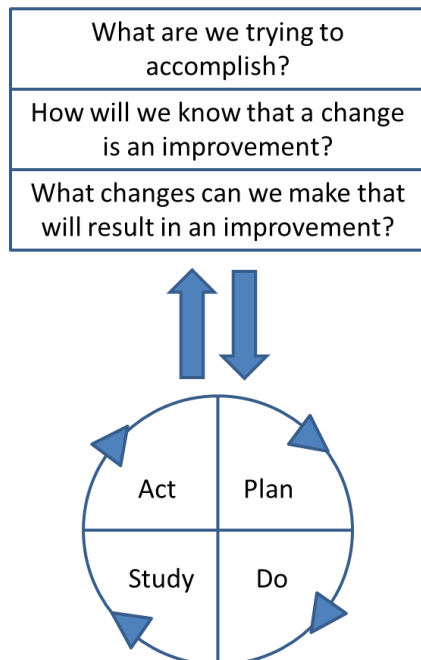 What are we trying to
accomplish?
How will we know that a change
is an improvement?
What changes can we make that
will result in an improvement?
Act
Plan
Study
Do